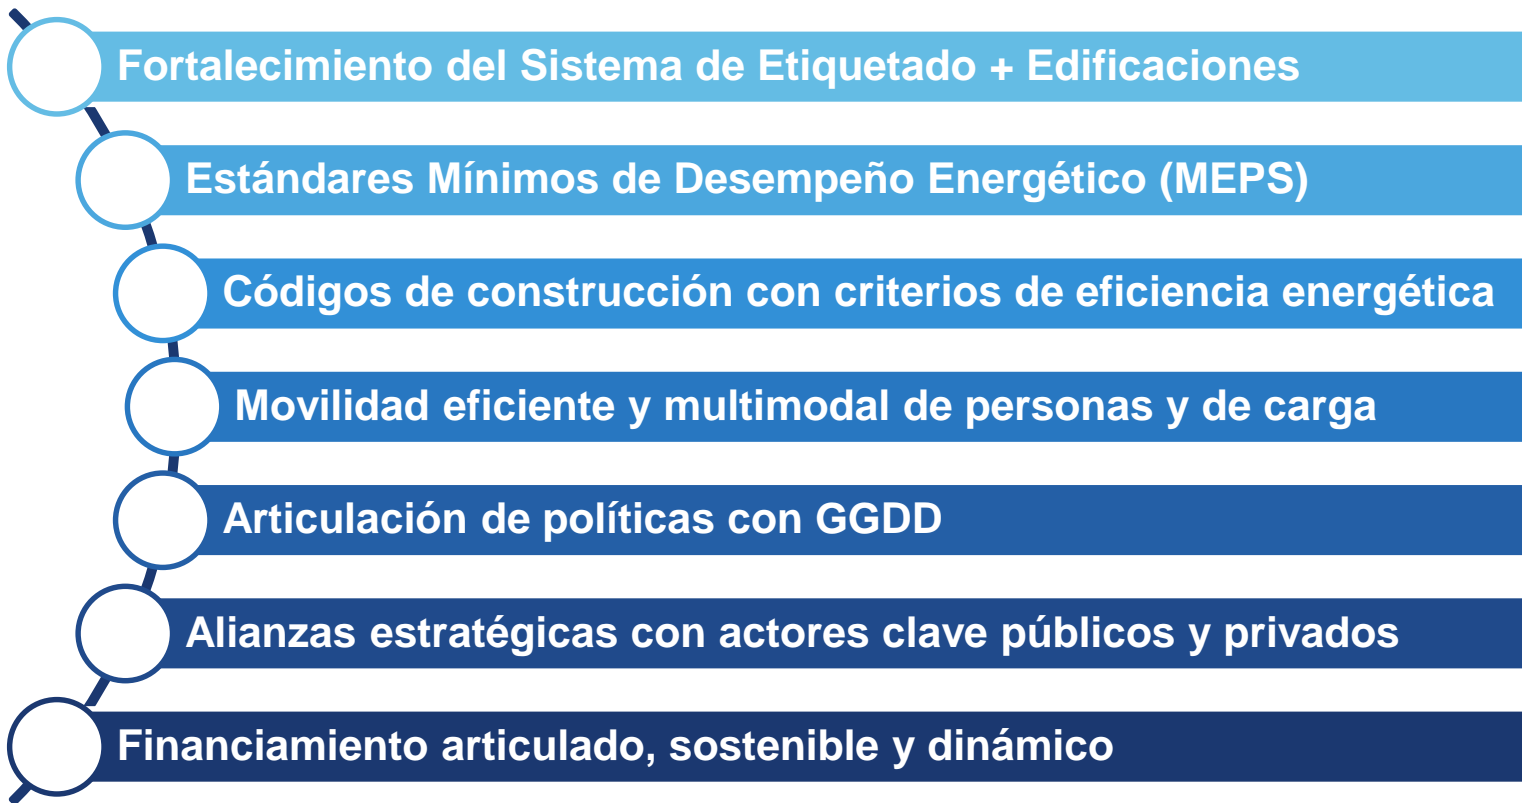 Fortalecimiento del Sistema de Etiquetado + Edificaciones
Estándares Mínimos de Desempeño Energético (MEPS)
Códigos de construcción con criterios de eficiencia energética
Movilidad eficiente y multimodal de personas y de carga
Articulación de políticas con GGDD
Alianzas estratégicas con actores clave públicos y privados
Financiamiento articulado, sostenible y dinámico